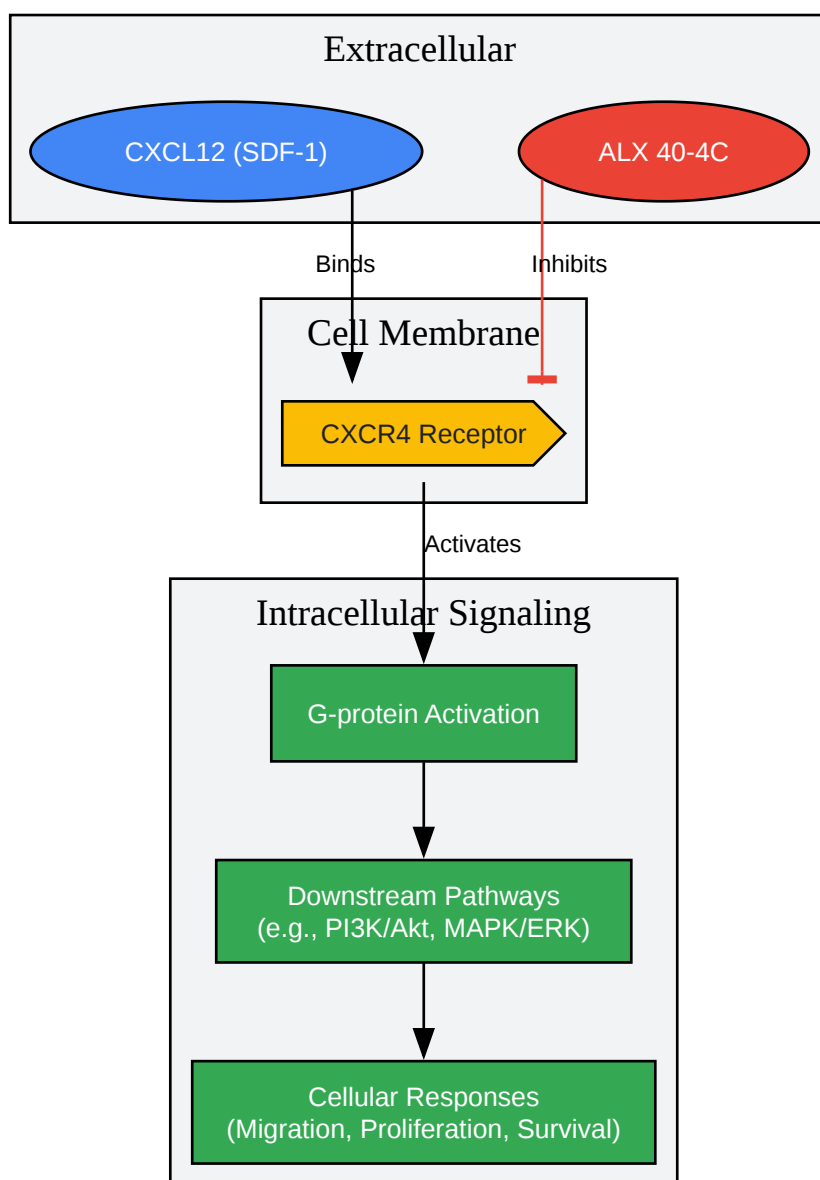 Extracellular
CXCL12 (SDF-1)
ALX 40-4C
Binds
Inhibits
Cell Membrane
CXCR4 Receptor
Activates
Intracellular Signaling
G-protein Activation
Downstream Pathways
(e.g., PI3K/Akt, MAPK/ERK)
Cellular Responses
(Migration, Proliferation, Survival)